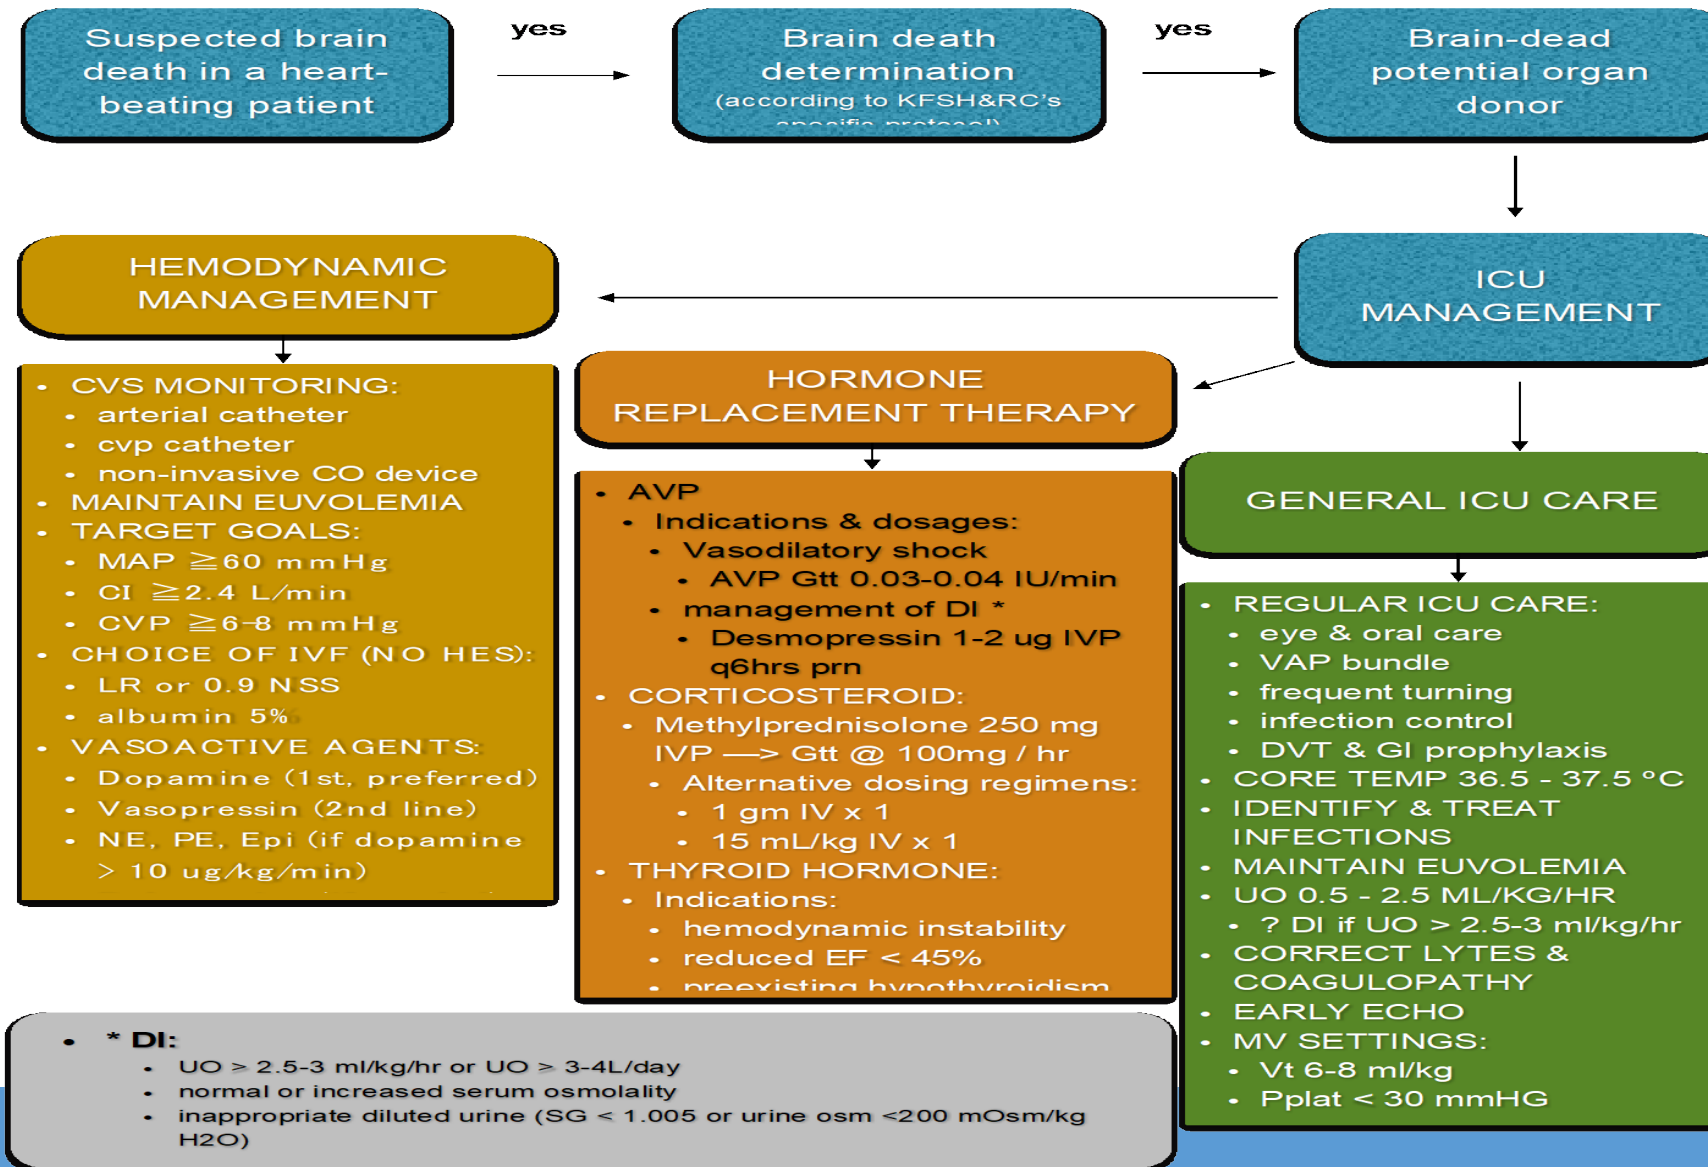 Suspected brain
death in a heart-
beating patient
yes
Brain death
determination
(according to KFSH&RC's
specific protocol)
yes
Brain-dead
potential organ
donor
ICU
MANAGEMENT
HEMODYNAMIC
MANAGEMENT
• CVS MONITORING:
• arterial catheter
• cvp catheter
• non-invasive CO device
• MAINTAIN EUVOLEMIA
• TARGET GOALS:
• MAP ≧60 mmHg
• CI ≧2.4 L/min
• CVP ≧6-8 mmHg
• CHOICE OF IVF (NO HES):
• LR or 0.9 NSS
• albumin 5%
• VASOACTIVE AGENTS:
• Dopamine (1st, preferred)
• Vasopressin (2nd line)
• NE, PE, Epi (if dopamine
> 10 ug/kg/min)
HORMONE
REPLACEMENT THERAPY
• AVP
• Indications & dosages:
• Vasodilatory shock
• AVP Gtt 0.03-0.04 IU/min
• management of DI *
• Desmopressin 1-2 ug IVP
q6hrs prn
• CORTICOSTEROID:
• Methylprednisolone 250 mg
IVP —> Gtt @ 100mg / hr
• Alternative dosing regimens:
• 1 gm IV x 1
• 15 mL/kg IV x 1
• THYROID HORMONE:
• Indications:
• hemodynamic instability
• reduced EF < 45%
• preexisting hypothyroidism
GENERAL ICU CARE
• REGULAR ICU CARE:
• eye & oral care
• VAP bundle
• frequent turning
• infection control
• DVT & GI prophylaxis
• CORE TEMP 36.5 - 37.5 ºC
• IDENTIFY & TREAT
INFECTIONS
• MAINTAIN EUVOLEMIA
• UO 0.5 - 2.5 ML/KG/HR
• ? DI if UO > 2.5-3 ml/kg/hr
• CORRECT LYTES &
COAGULOPATHY
• EARLY ECHO
• MV SETTINGS:
• Vt 6-8 ml/kg
• Pplat < 30 mmHG
• * DI:
• UO > 2.5-3 ml/kg/hr or UO > 3-4L/day
• normal or increased serum osmolality
• inappropriate diluted urine (SG < 1.005 or urine osm <200 mOsm/kg
H2O)